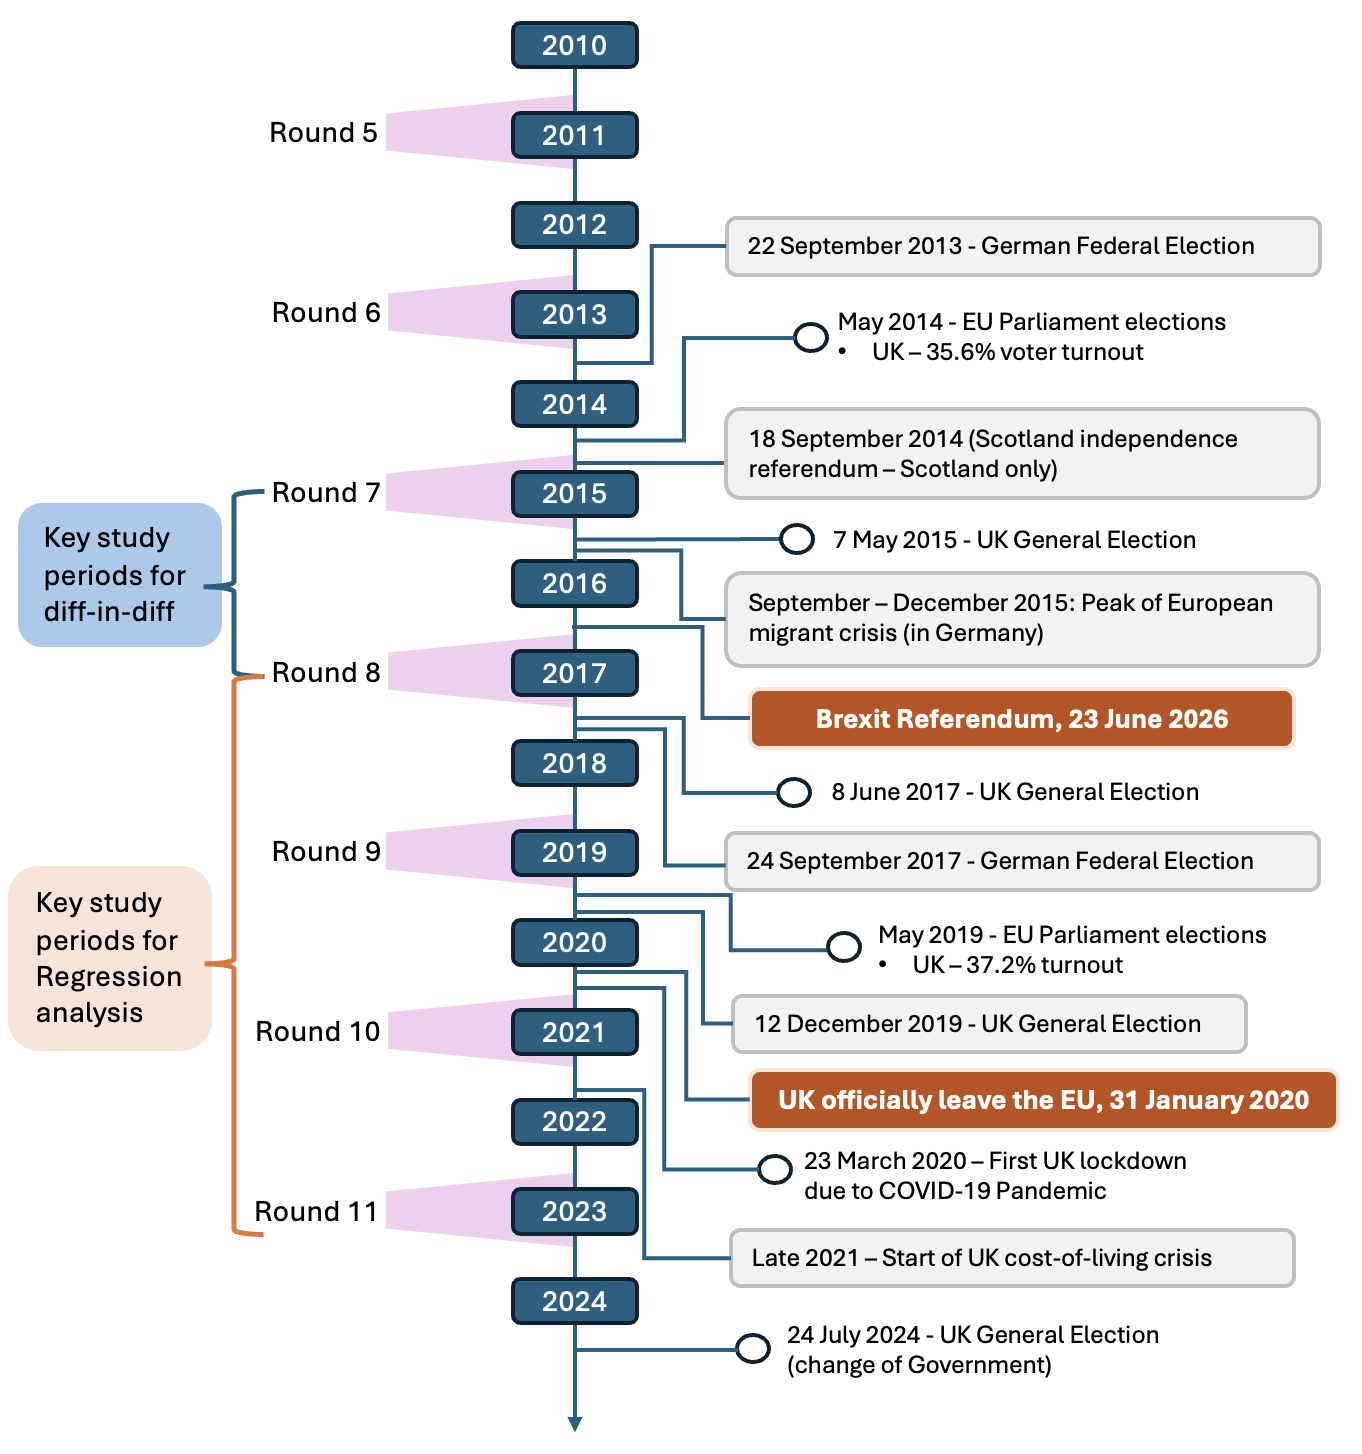 2010
Round 5
2011
2012
22 September 2013 - German Federal Election
Round 6
2013
May 2014 - EU Parliament elections
• UK – 35.6% voter turnout
2014
18 September 2014 (Scotland independence
referendum – Scotland only)
Round 7
2015
Key study
periods for
diff-in-diff
7 May 2015 - UK General Election
2016
September – December 2015: Peak of European
migrant crisis (in Germany)
Round 8
2017
Brexit Referendum, 23 June 2026
2018
8 June 2017 - UK General Election
Round 9
2019
24 September 2017 - German Federal Election
Key study
periods for
Regression
analysis
2020
May 2019 - EU Parliament elections
• UK – 37.2% turnout
Round 10
2021
12 December 2019 - UK General Election
UK officially leave the EU, 31 January 2020
2022
23 March 2020 – First UK lockdown
due to COVID-19 Pandemic
Round 11
2023
Late 2021 – Start of UK cost-of-living crisis
2024
24 July 2024 - UK General Election
(change of Government)